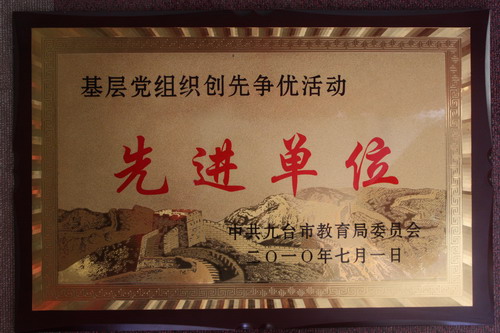 基层党组织创先争优活动
先进单位
中共九台市教育局委员会
二〇一〇年七月一日